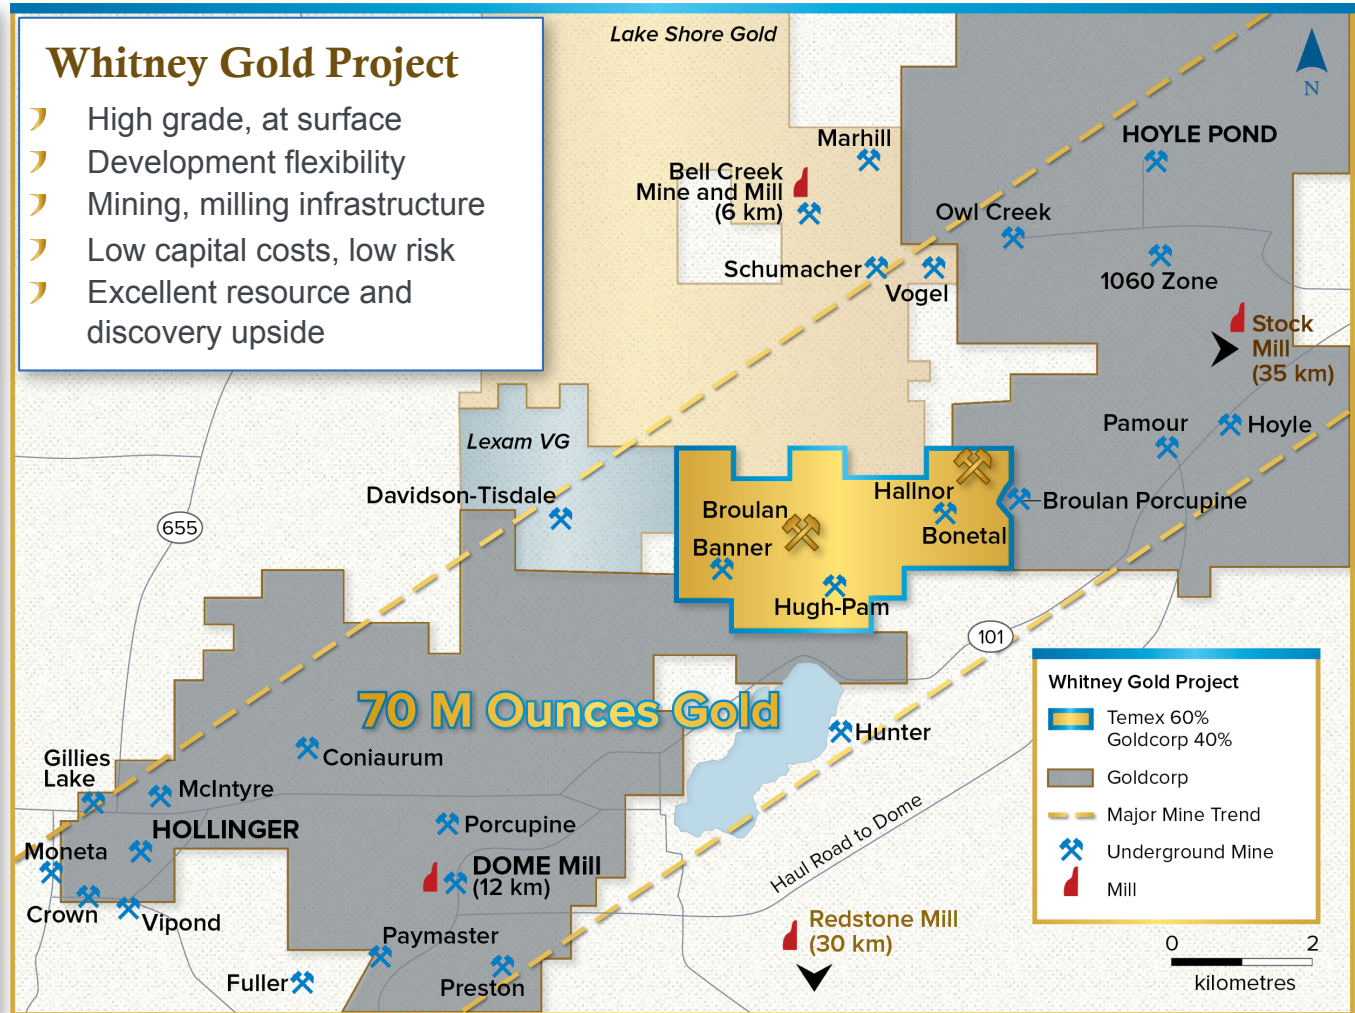 Whitney Gold Project
High grade, at surface
Development flexibility
Mining, milling infrastructure
Low capital costs, low risk
Excellent resource and
discovery upside
Lake Shore Gold
N
Marhill
HOYLE POND
Bell Creek
Mine and Mill
(6 km)
Owl Creek
Schumacher
Vogel
1060 Zone
Stock
Mill
(35 km)
Lexam VG
Pamour
Hoyle
Davidson-Tisdale
Hallnor
Broulan Porcupine
Broulan
Bonetal
Banner
655
Hugh-Pam
101
70 M Ounces Gold
Hunter
Coniaurum
Gillies
Lake
McIntyre
HOLLINGER
Porcupine
Moneta
DOME Mill
(12 km)
Haul Road to Dome
Crown
Vipond
Redstone Mill
(30 km)
Paymaster
Fuller
Preston
Whitney Gold Project
Temex 60%
Goldcorp 40%
Goldcorp
Major Mine Trend
Underground Mine
Mill
0 2
kilometres